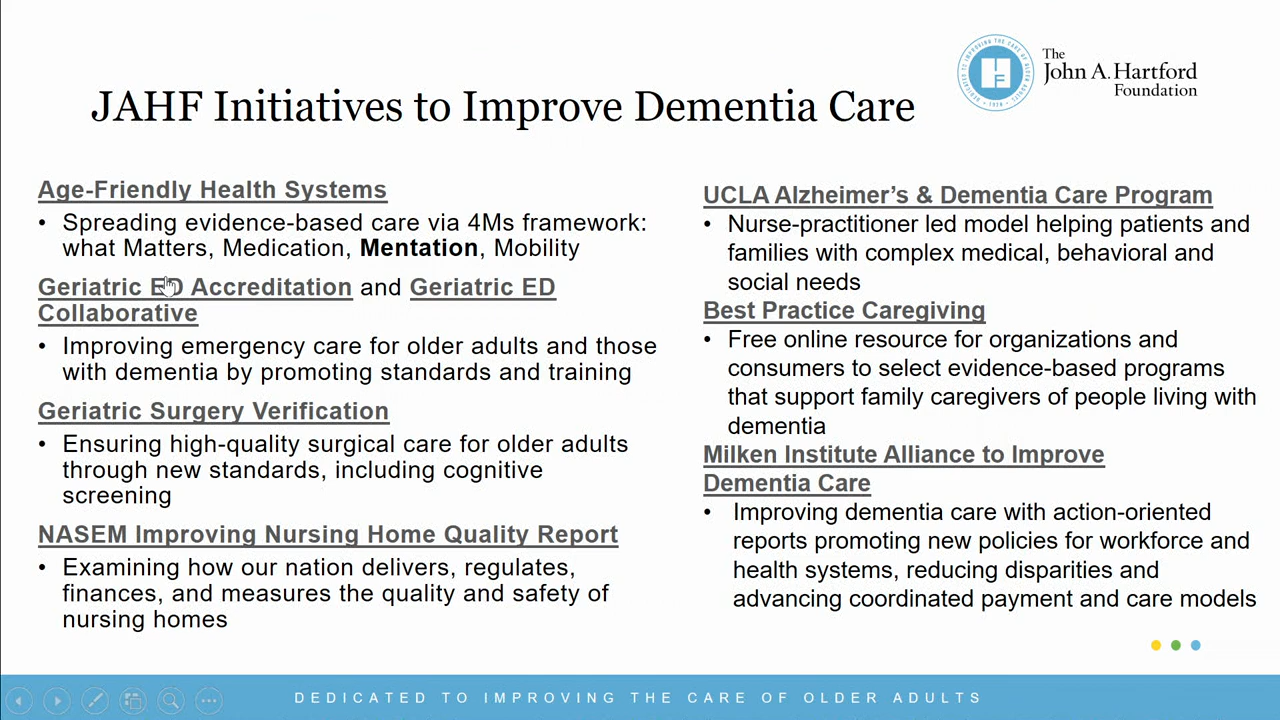 The
John A. Hartford
Foundation
JAHF Initiatives to Improve Dementia Care
Age-Friendly Health Systems
• Spreading evidence-based care via 4Ms framework:
what Matters, Medication, Mentation, Mobility
Geriatric ED Accreditation and Geriatric ED
Collaborative
• Improving emergency care for older adults and those
with dementia by promoting standards and training
Geriatric Surgery Verification
• Ensuring high-quality surgical care for older adults
through new standards, including cognitive
screening
NASEM Improving Nursing Home Quality Report
• Examining how our nation delivers, regulates,
finances, and measures the quality and safety of
nursing homes
UCLA Alzheimer’s & Dementia Care Program
• Nurse-practitioner led model helping patients and
families with complex medical, behavioral and
social needs
Best Practice Caregiving
• Free online resource for organizations and
consumers to select evidence-based programs
that support family caregivers of people living with
dementia
Milken Institute Alliance to Improve
Dementia Care
• Improving dementia care with action-oriented
reports promoting new policies for workforce and
health systems, reducing disparities and
advancing coordinated payment and care models
DEDICATED TO IMPROVING THE CARE OF OLDER ADULTS